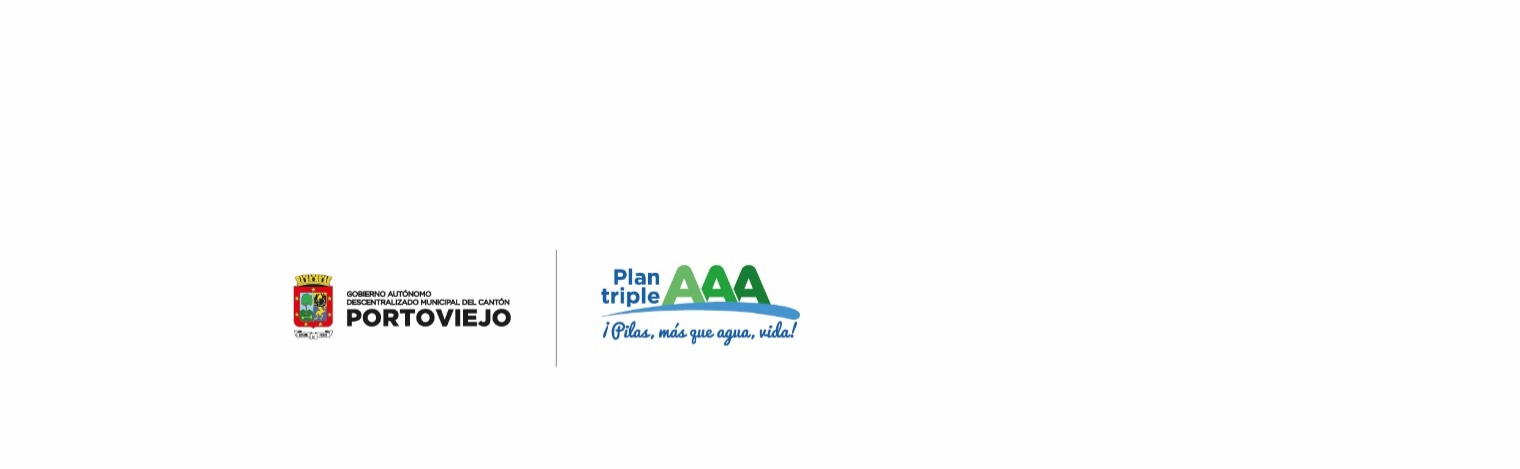 GOBIERNO AUTÓNOMO
DESCENTRALIZADO MUNICIPAL DEL CANTÓN
PORTOVIEJO
Plan
triple AAA
¡Pilas, más que agua, vida!